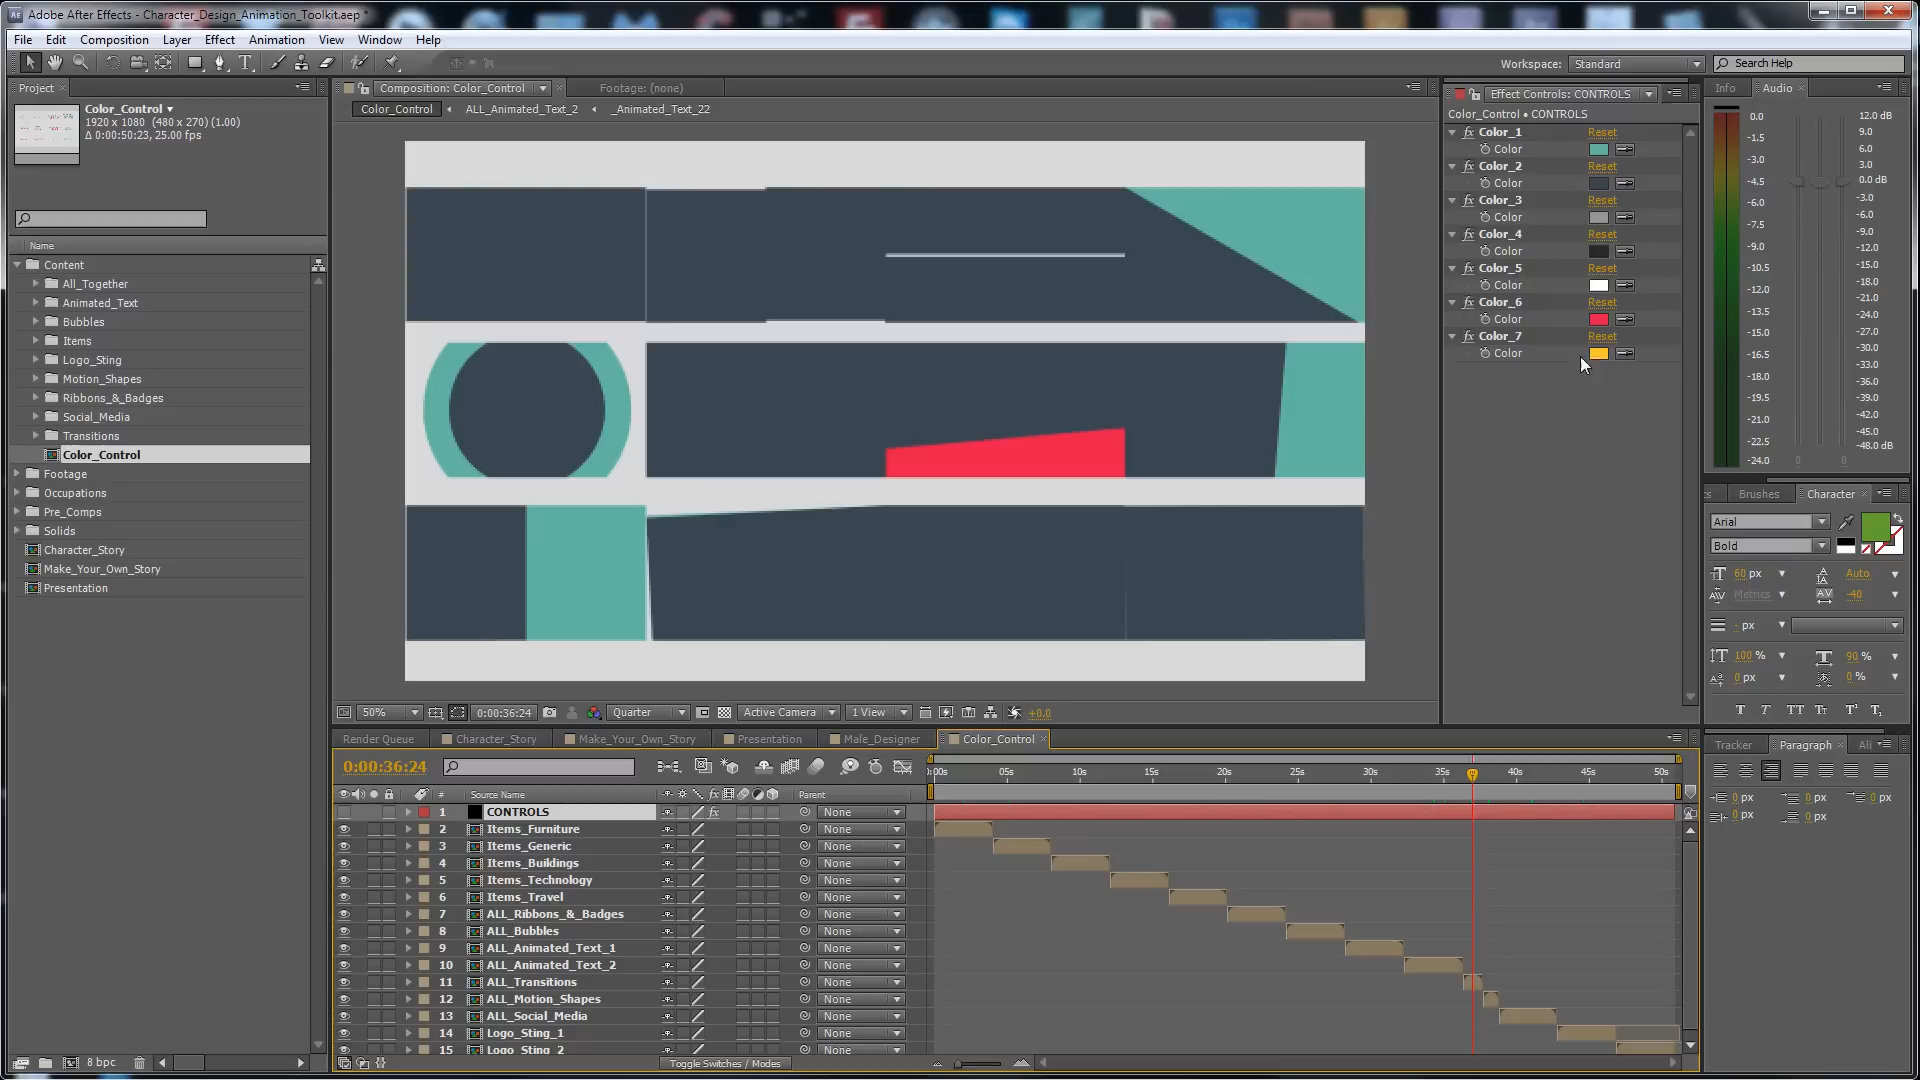 Adobe After Effects - Character_Design_Animation_Toolkit.aep *
File Edit Composition Layer Effect Animation View Window Help
Workspace: Standard Search Help
Project
Color_Control
1920 x 1080 (480 x 270) (1.00)
Δ 0:00:50:23, 25.00 fps
Name
Content
All_Together
Animated_Text
Bubbles
Items
Logo_Sting
Motion_Shapes
Ribbons_&_Badges
Social_Media
Transitions
Color_Control
Footage
Occupations
Pre_Comps
Solids
Character_Story
Make_Your_Own_Story
Presentation
8 bpc
Composition: Color_Control
Footage: (none)
Color_Control ALL_Animated_Text_2 _Animated_Text_22
50% 0:00:36:24 Quarter Active Camera 1 View +0.0
Effect Controls: CONTROLS
Color_Control • CONTROLS
fx Color_1 Reset
Color
fx Color_2 Reset
Color
fx Color_3 Reset
Color
fx Color_4 Reset
Color
fx Color_5 Reset
Color
fx Color_6 Reset
Color
fx Color_7 Reset
Color
Info Audio
0.0
-1.5
-3.0
-4.5
-6.0
-7.5
-9.0
-10.5
-12.0
-13.5
-15.0
-16.5
-18.0
-19.5
-21.0
-22.5
-24.0
12.0 dB
9.0
6.0
3.0
0.0 dB
-3.0
-6.0
-9.0
-12.0
-15.0
-18.0
-21.0
-24.0
-27.0
-30.0
-33.0
-36.0
-39.0
-42.0
-45.0
-48.0 dB
0 0
Brushes Character
Arial
Bold
60 px Auto
Metrics -40
- px
100 % 90 %
0 px 0 %
T T TT Tt T¹ T₁
Tracker Paragraph Ali
0 px 0 px 0 px
0 px 0 px
Render Queue Character_Story Make_Your_Own_Story Presentation Male_Designer Color_Control
0:00:36:24
:00s 05s 10s 15s 20s 25s 30s 35s 40s 45s 50s
# Source Name fx Parent
1 CONTROLS fx None
2 Items_Furniture None
3 Items_Generic None
4 Items_Buildings None
5 Items_Technology None
6 Items_Travel None
7 ALL_Ribbons_&_Badges None
8 ALL_Bubbles None
9 ALL_Animated_Text_1 None
10 ALL_Animated_Text_2 None
11 ALL_Transitions None
12 ALL_Motion_Shapes None
13 ALL_Social_Media None
14 Logo_Sting_1 None
15 Logo_Sting_2 None
Toggle Switches / Modes